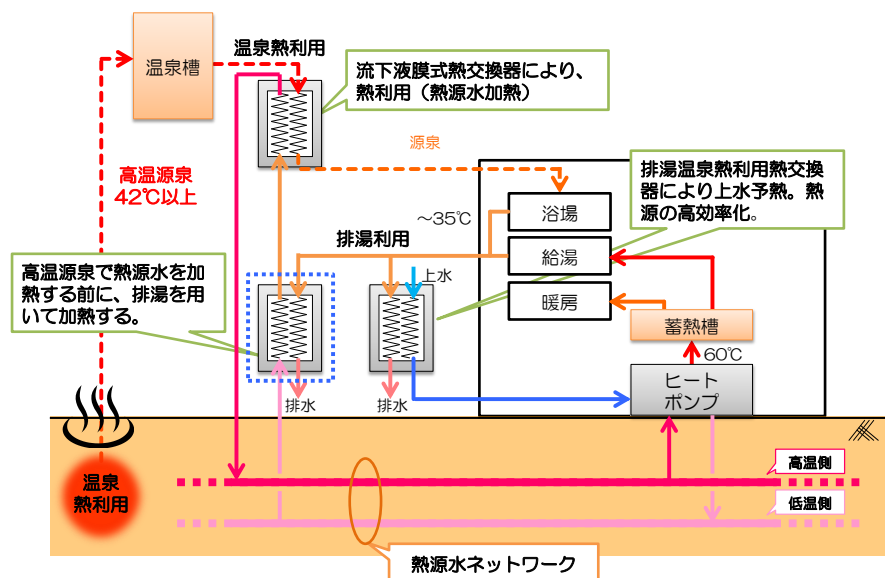 温泉槽
温泉熱利用
流下液膜式熱交換器により、
熱利用（熱源水加熱）
高温源泉
42℃以上
源泉
排湯温泉熱利用熱交換
器により上水予熱。熱
源の高効率化。
浴場
～35℃
排湯利用
給湯
上水
暖房
高温源泉で熱源水を加
熱する前に、排湯を用
いて加熱する。
蓄熱槽
60℃
ヒート
ポンプ
排水
排水
温泉
熱利用
高温側
低温側
熱源水ネットワーク